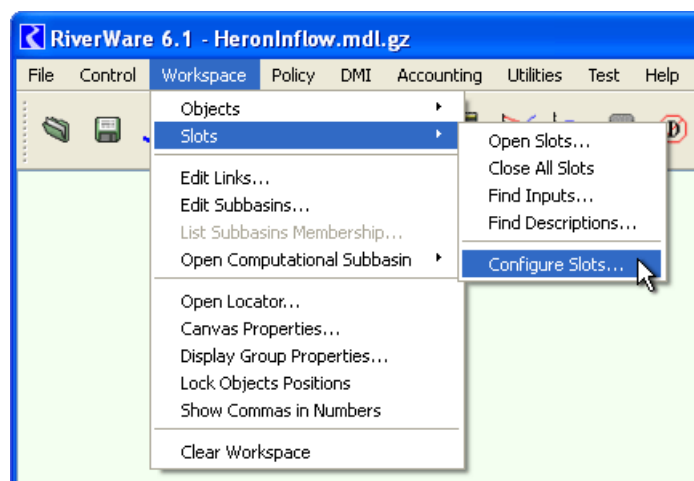 RiverWare 6.1 - HeronInflow.mdl.gz
File Control Workspace Policy DMI Accounting Utilities Test Help
Objects
Slots
Edit Links...
Edit Subbasins...
List Subbasins Membership...
Open Computational Subbasin
Open Locator...
Canvas Properties...
Display Group Properties...
Lock Objects Positions
Show Commas in Numbers
Clear Workspace
Open Slots...
Close All Slots
Find Inputs...
Find Descriptions...
Configure Slots...
D